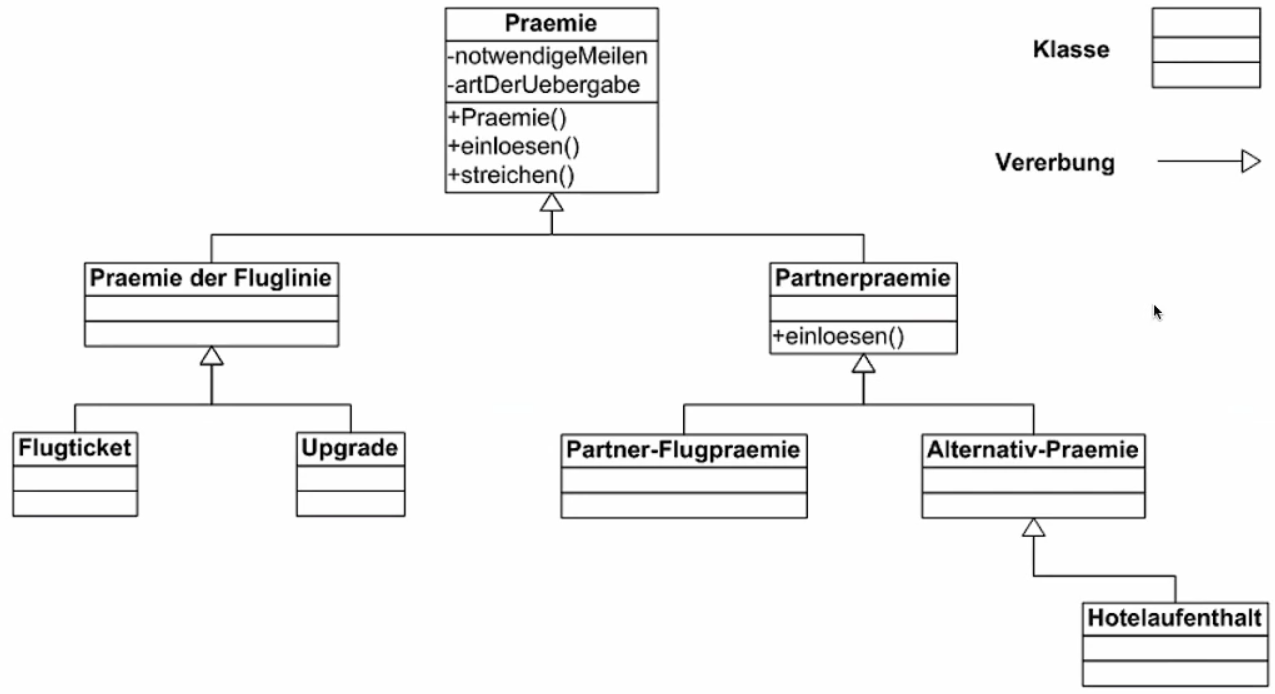 Praemie
-notwendigeMeilen
-artDerUebergabe
+Praemie()
+einloesen()
+streichen()
Klasse
Vererbung
Praemie der Fluglinie
Partnerpraemie
+einloesen()
Flugticket
Upgrade
Partner-Flugpraemie
Alternativ-Praemie
Hotelaufenthalt